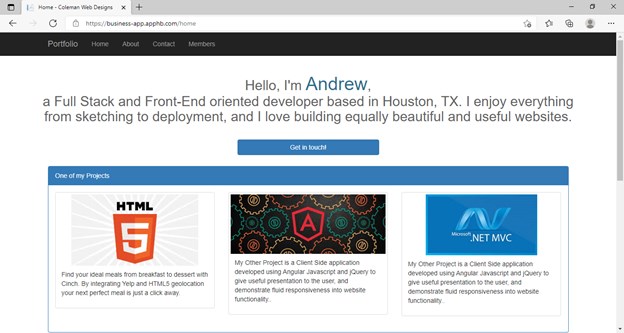 Home - Coleman Web Designs
https://business-app.apphb.com/home
Portfolio Home About Contact Members
Hello, I'm Andrew,
a Full Stack and Front-End oriented developer based in Houston, TX. I enjoy everything
from sketching to deployment, and I love building equally beautiful and useful websites.
Get in touch!
One of my Projects
HTML
5
Find your ideal meals from breakfast to dessert with
Cinch. By integrating Yelp and HTML5 geolocation
your next perfect meal is just a click away.
A
My Other Project is a Client Side application
developed using Angular Javascript and jQuery to
give useful presentation to the user, and
demonstrate fluid responsiveness into website
functionality..
Microsoft
.NET MVC
My Other Project is a Client Side application
developed using Angular Javascript and jQuery to
give useful presentation to the user, and
demonstrate fluid responsiveness into website
functionality..